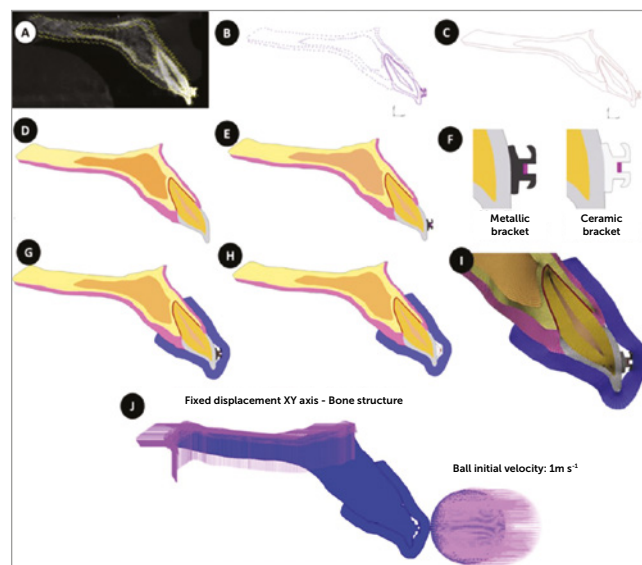 A
B
C
D
E
F
Metallic
bracket
Ceramic
bracket
G
H
I
J
Fixed displacement XY axis - Bone structure
Ball initial velocity: 1m s⁻¹